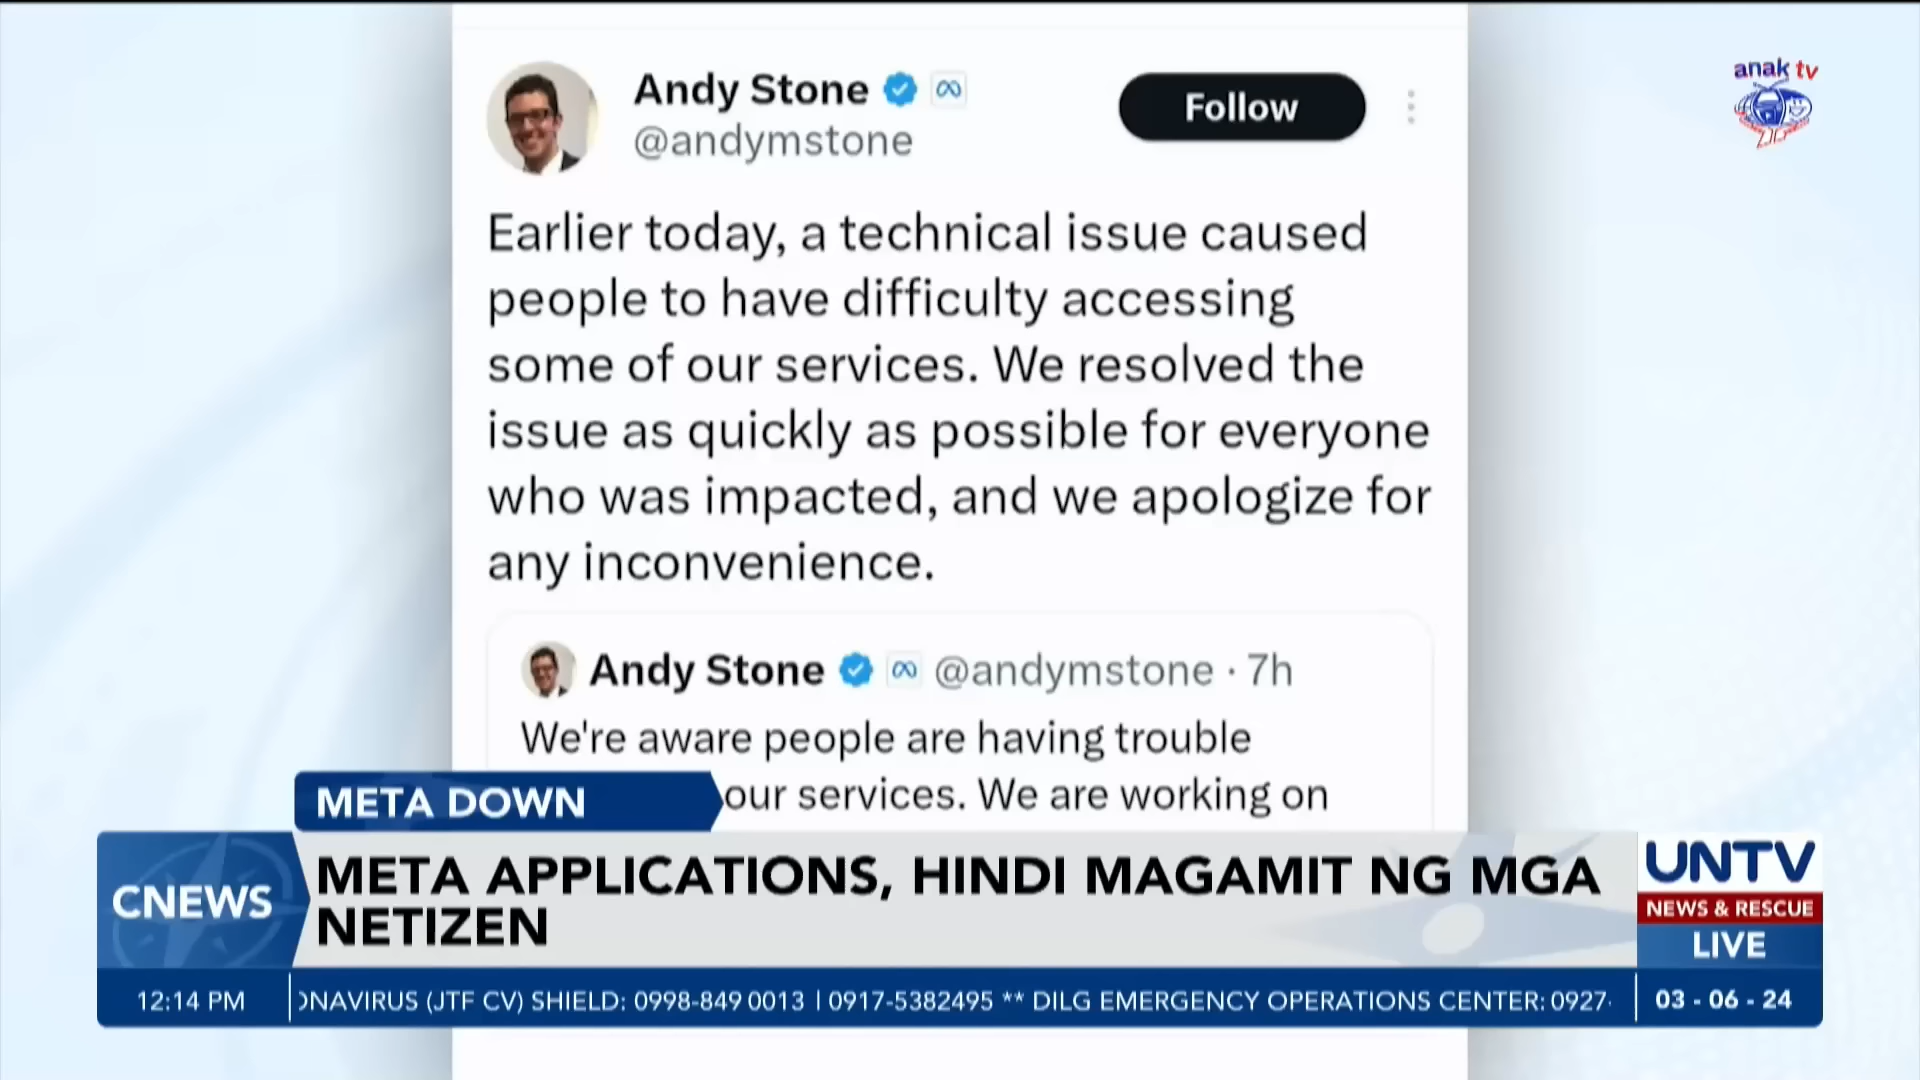 anak tv
Andy Stone
Follow
@andymstone
Earlier today, a technical issue caused
people to have difficulty accessing
some of our services. We resolved the
issue as quickly as possible for everyone
who was impacted, and we apologize for
any inconvenience.
Andy Stone @andymstone · 7h
We're aware people are having trouble
our services. We are working on
META DOWN
CNEWS
META APPLICATIONS, HINDI MAGAMIT NG MGA
NETIZEN
UNTV
NEWS & RESCUE
LIVE
12:14 PM
ONAVIRUS (JTF CV) SHIELD: 0998-849 0013 | 0917-5382495 ** DILG EMERGENCY OPERATIONS CENTER: 0927-
03 - 06 - 24